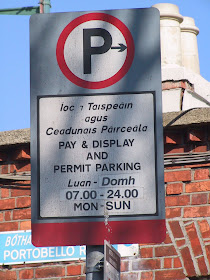 P
Íoc ⁊ Taispeáin
agus
Ceadúnais Páirceála
PAY & DISPLAY
AND
PERMIT PARKING
Luan - Domh
07.00 - 24.00
MON - SUN
BÓTH
PORTOBELLO R